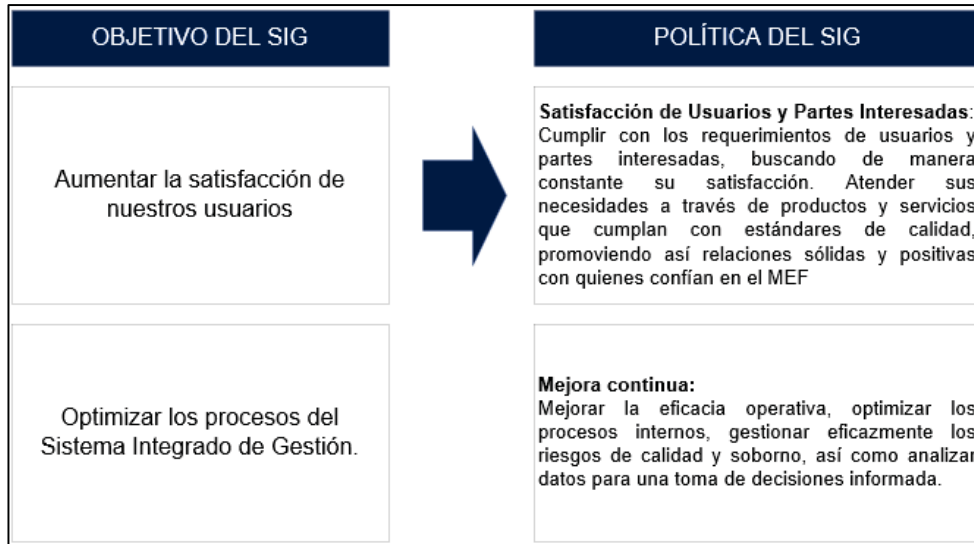 OBJETIVO DEL SIG
POLÍTICA DEL SIG
Aumentar la satisfacción de
nuestros usuarios
Satisfacción de Usuarios y Partes Interesadas:
Cumplir con los requerimientos de usuarios y
partes interesadas, buscando de manera
constante su satisfacción. Atender sus
necesidades a través de productos y servicios
que cumplan con estándares de calidad,
promoviendo así relaciones sólidas y positivas
con quienes confían en el MEF
Optimizar los procesos del
Sistema Integrado de Gestión.
Mejora continua:
Mejorar la eficacia operativa, optimizar los
procesos internos, gestionar eficazmente los
riesgos de calidad y soborno, así como analizar
datos para una toma de decisiones informada.